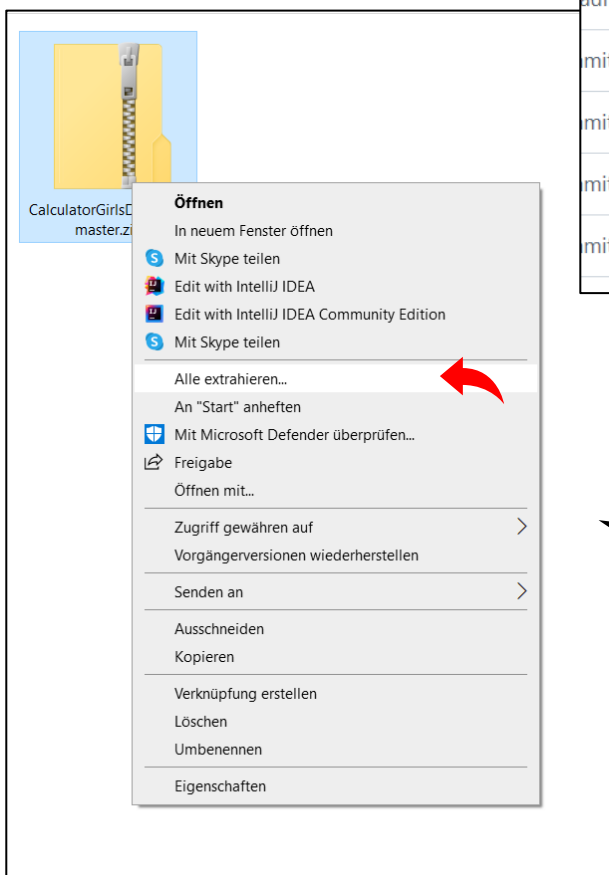 CalculatorGirlsD
master.zi
Öffnen
In neuem Fenster öffnen
Mit Skype teilen
Edit with IntelliJ IDEA
Edit with IntelliJ IDEA Community Edition
Mit Skype teilen
Alle extrahieren...
An "Start" anheften
Mit Microsoft Defender überprüfen...
Freigabe
Öffnen mit...
Zugriff gewähren auf
Vorgängerversionen wiederherstellen
Senden an
Ausschneiden
Kopieren
Verknüpfung erstellen
Löschen
Umbenennen
Eigenschaften